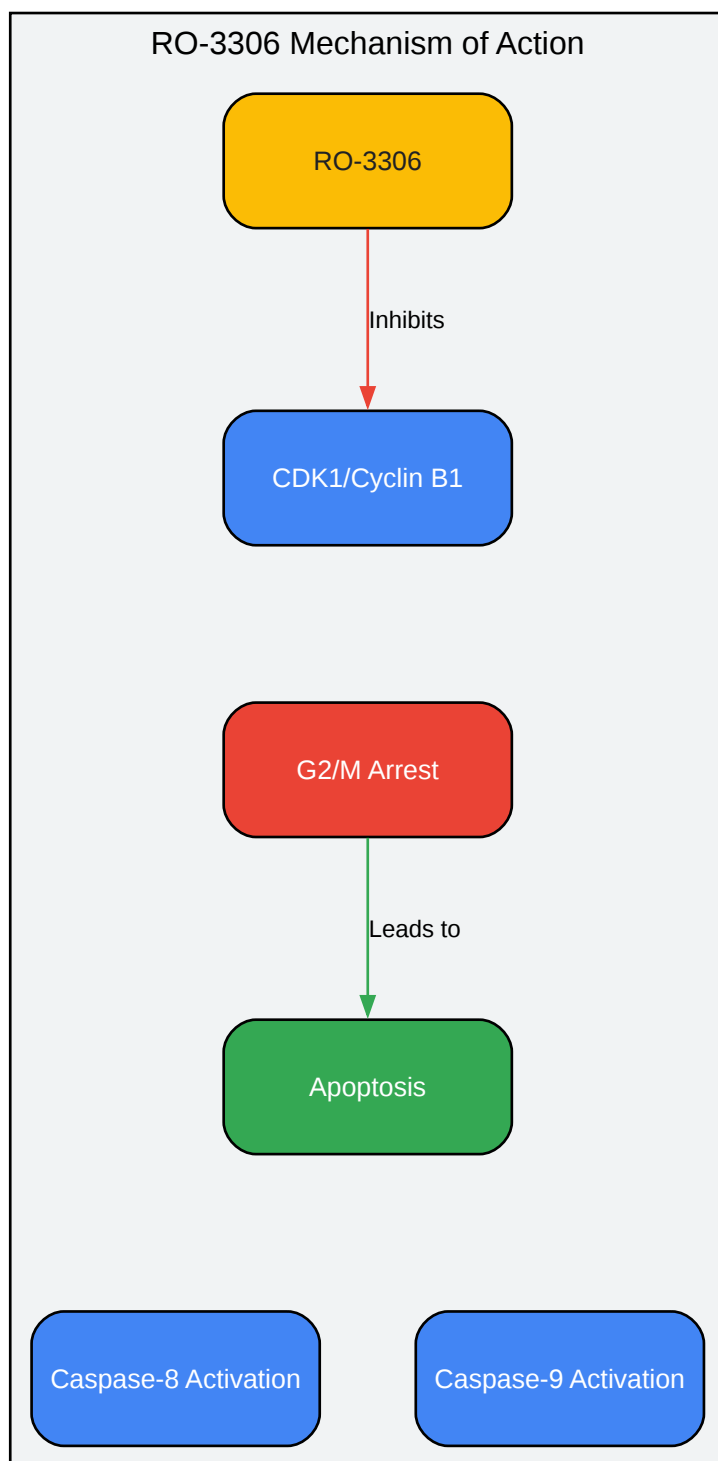 RO-3306 Mechanism of Action
RO-3306
Inhibits
CDK1/Cyclin B1
G2/M Arrest
Leads to
Apoptosis
Caspase-8 Activation
Caspase-9 Activation